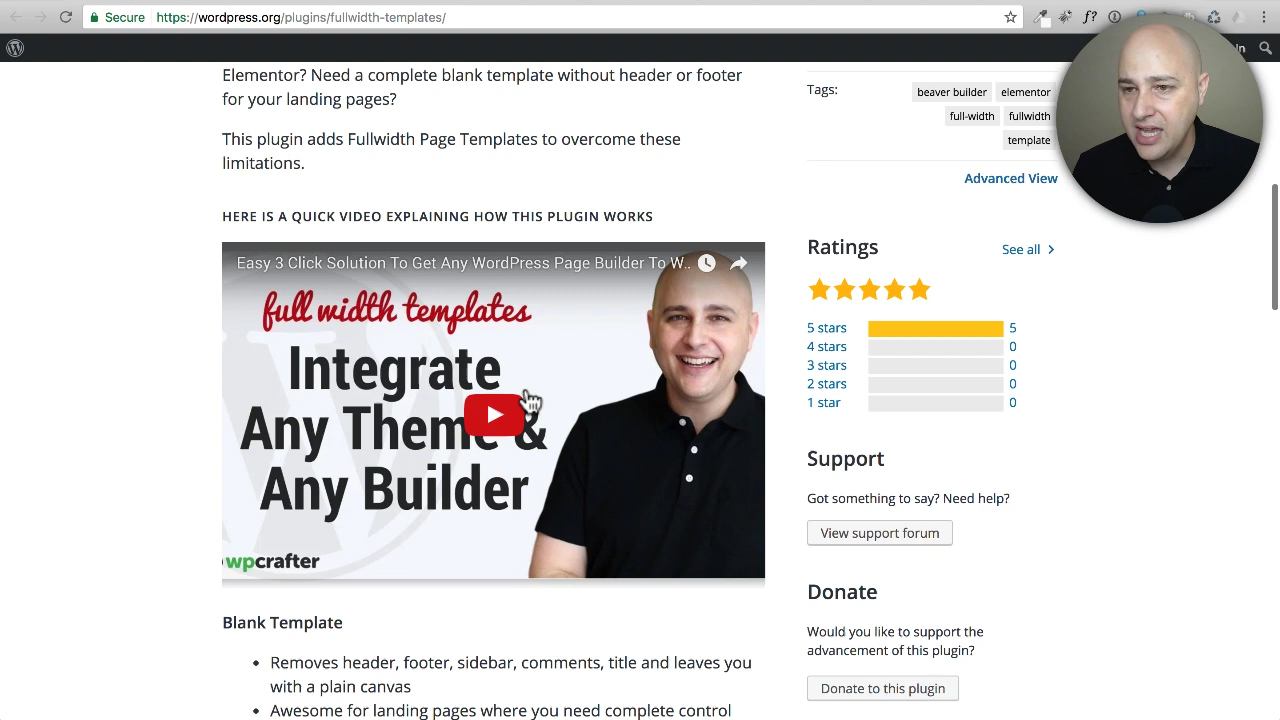 Secure
https://wordpress.org/plugins/fullwidth-templates/
f?
In
Elementor? Need a complete blank template without header or footer
for your landing pages?
This plugin adds Fullwidth Page Templates to overcome these
limitations.
HERE IS A QUICK VIDEO EXPLAINING HOW THIS PLUGIN WORKS
Easy 3 Click Solution To Get Any WordPress Page Builder To W..
full width templates
Integrate
Any Theme &
Any Builder
wpcrafter
Blank Template
• Removes header, footer, sidebar, comments, title and leaves you
with a plain canvas
• Awesome for landing pages where you need complete control
Tags:
beaver builder
elementor
full-width
fullwidth
template
Advanced View
Ratings
See all
5 stars 5
4 stars 0
3 stars 0
2 stars 0
1 star 0
Support
Got something to say? Need help?
View support forum
Donate
Would you like to support the
advancement of this plugin?
Donate to this plugin